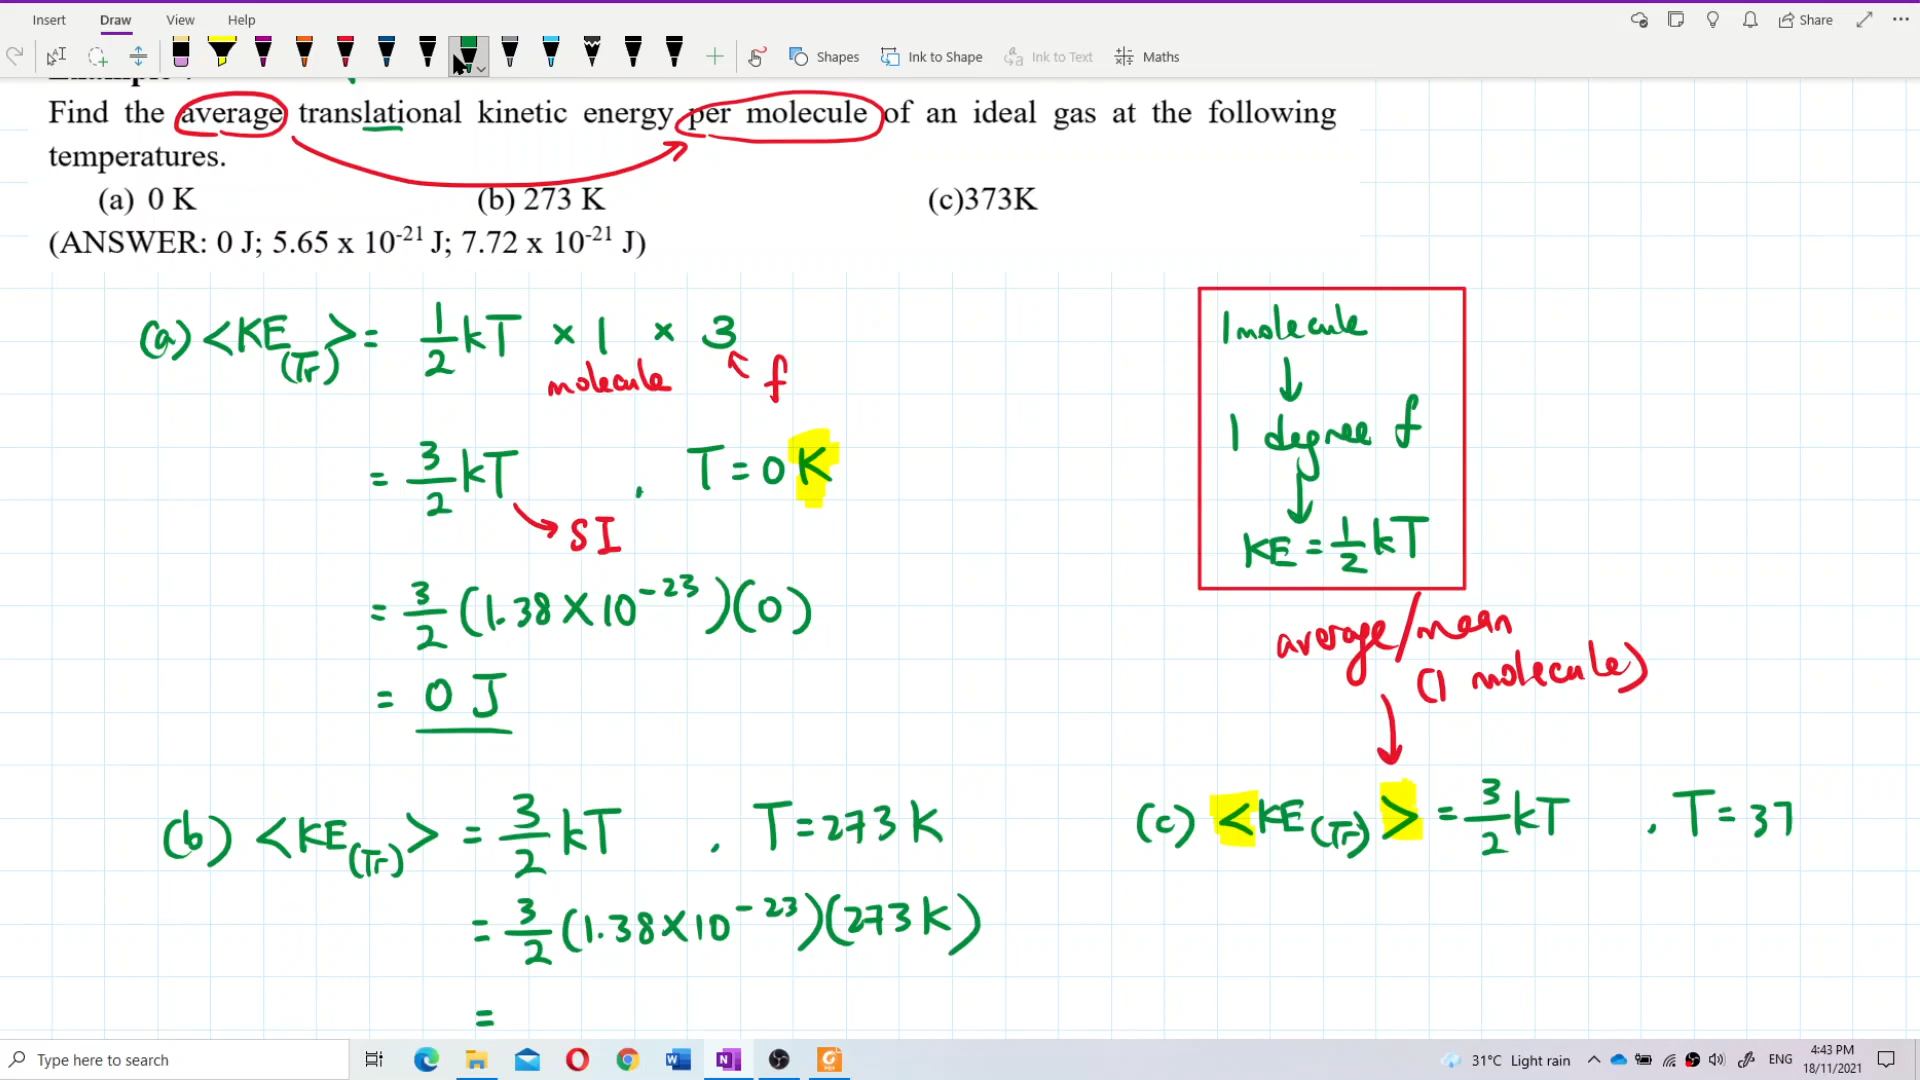 Insert Draw View Help
Share
Shapes Ink to Shape Ink to Text Maths
Find the average translational kinetic energy per molecule of an ideal gas at the following
temperatures.
(a) 0 K (b) 273 K (c)373K
(ANSWER: 0 J; 5.65 x 10⁻²¹ J; 7.72 x 10⁻²¹ J)
(a) <KE(Tr)> = 1/2 kT × 1 × 3
molecule f
= 3/2 kT , T = 0 K
SI
= 3/2 (1.38 × 10⁻²³)(0)
= 0 J
1 molecule
↓
1 degree f
↓
KE = 1/2 kT
average/mean
(1 molecule)
(b) <KE(Tr)> = 3/2 kT , T = 273 K
= 3/2 (1.38 × 10⁻²³)(273 K)
=
(c) <KE(Tr)> = 3/2 kT , T = 37
Type here to search
31°C Light rain ENG 4:43 PM
18/11/2021